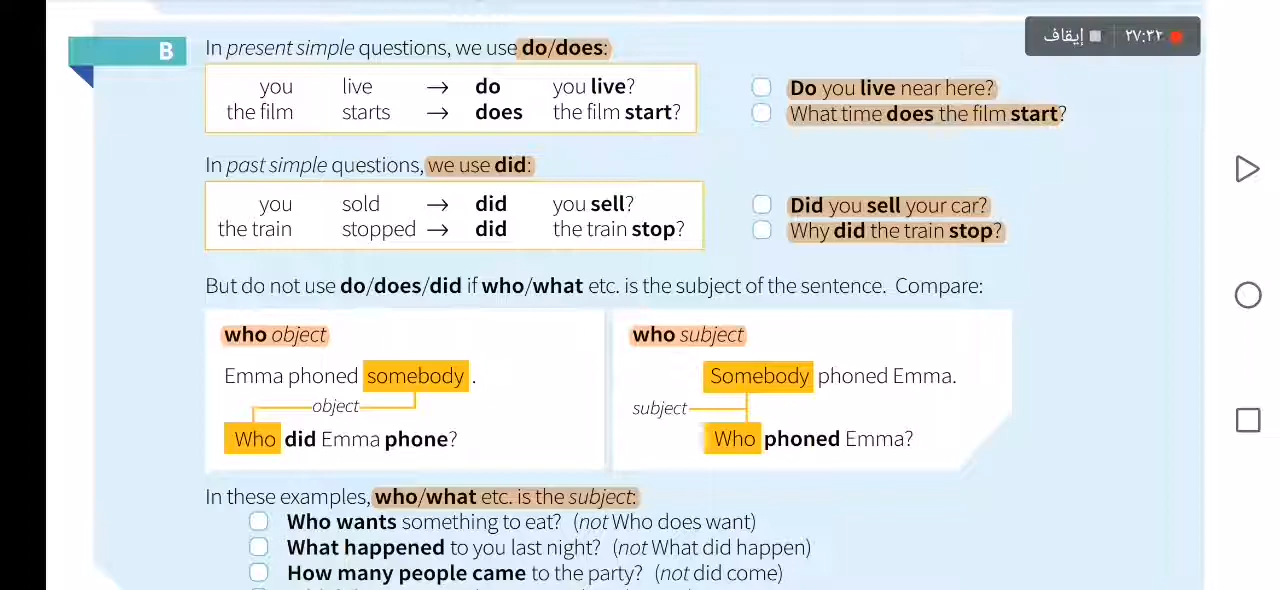 B
In present simple questions, we use do/does:
إيقاف ٢٧:٣٢
you live → do you live?
the film starts → does the film start?
Do you live near here?
What time does the film start?
In past simple questions, we use did:
you sold → did you sell?
the train stopped → did the train stop?
Did you sell your car?
Why did the train stop?
But do not use do/does/did if who/what etc. is the subject of the sentence. Compare:
who object
Emma phoned somebody .
object
Who did Emma phone?
who subject
Somebody phoned Emma.
subject
Who phoned Emma?
In these examples, who/what etc. is the subject:
Who wants something to eat? (not Who does want)
What happened to you last night? (not What did happen)
How many people came to the party? (not did come)